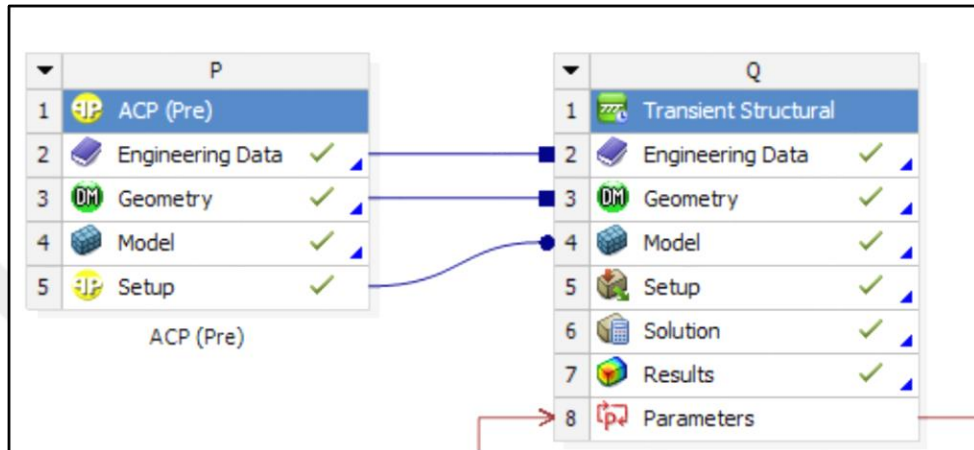 P
1 ACP (Pre)
2 Engineering Data
3 Geometry
4 Model
5 Setup
ACP (Pre)
Q
1 Transient Structural
2 Engineering Data
3 Geometry
4 Model
5 Setup
6 Solution
7 Results
8 Parameters